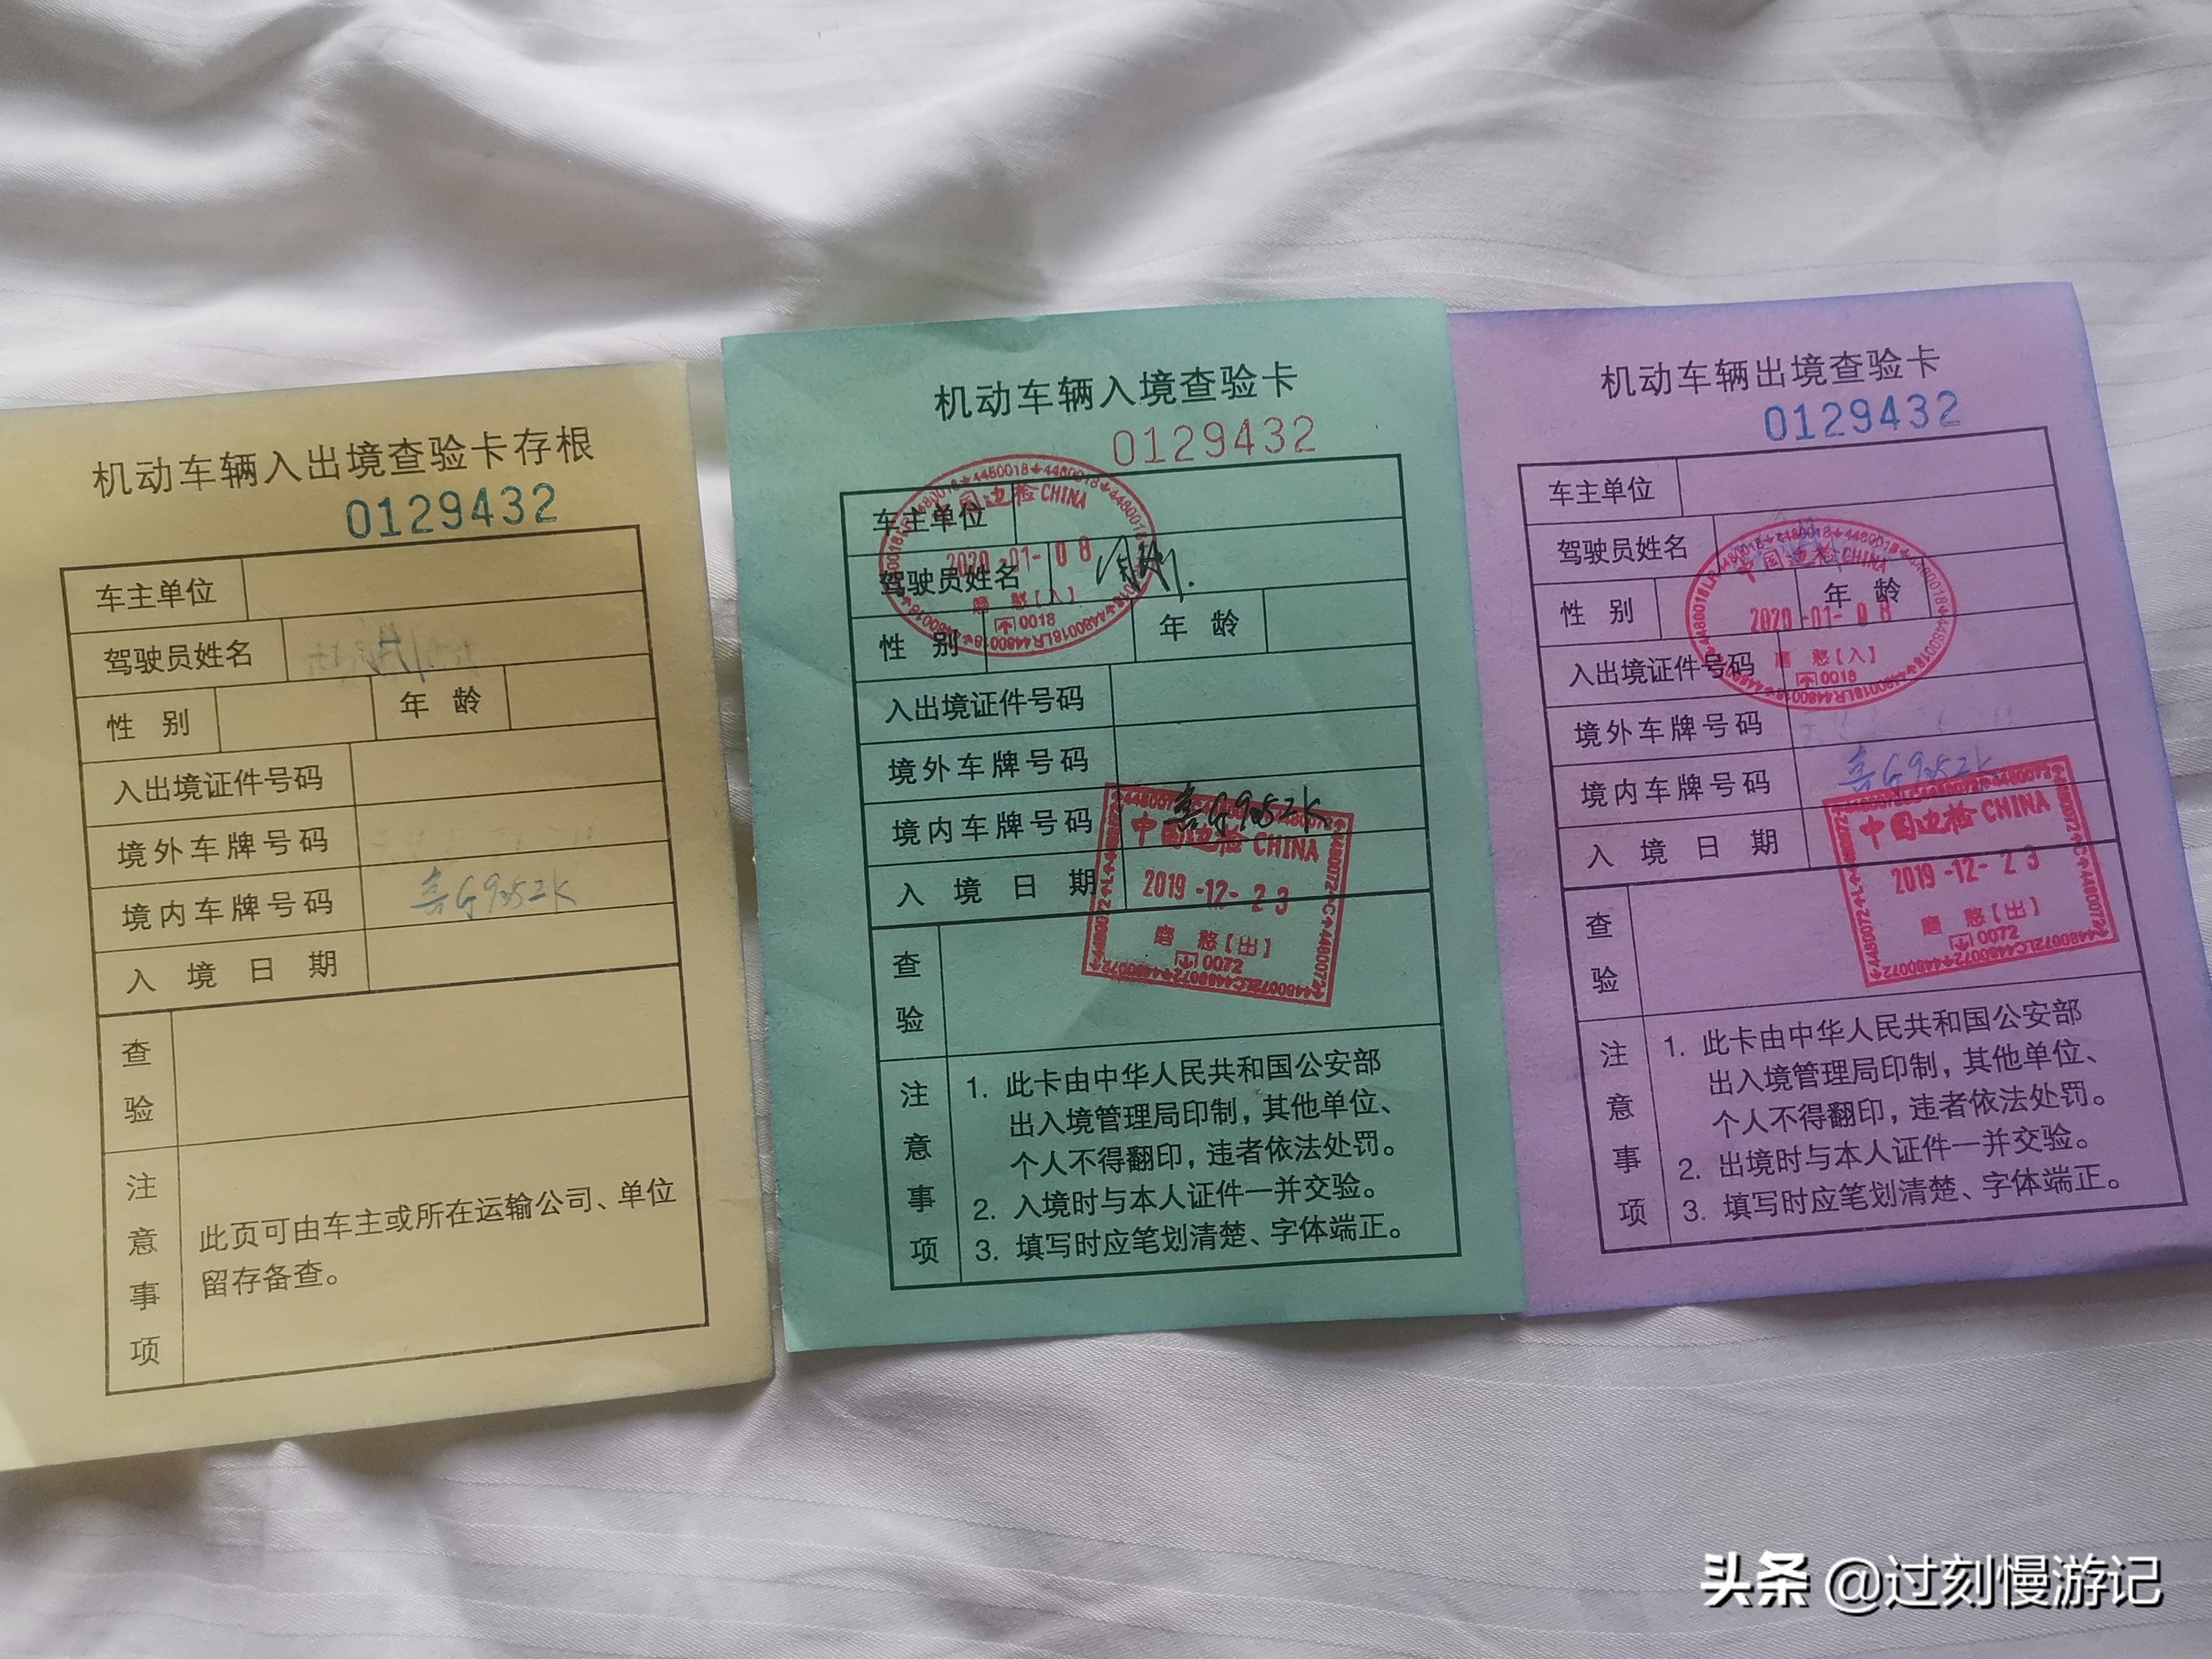 机动车辆入出境查验卡存根
0129432
车主单位
驾驶员姓名
性 别
年 龄
入出境证件号码
境外车牌号码
境内车牌号码
入 境 日 期
查验
注意事项
此页可由车主或所在运输公司、单位
留存备查。
机动车辆入境查验卡
0129432
中国边检CHINA
车主单位
2020-01-08
驾驶员姓名
磨 憨【入】
0018
性 别
年 龄
入出境证件号码
境外车牌号码
境内车牌号码
中国边检 CHINA
入 境 日 期
2019-12-23
磨 憨【出】
0072
查验
注意事项
1. 此卡由中华人民共和国公安部
出入境管理局印制，其他单位、
个人不得翻印，违者依法处罚。
2. 入境时与本人证件一并交验。
3. 填写时应笔划清楚、字体端正。
机动车辆出境查验卡
0129432
车主单位
驾驶员姓名
中国边检CHINA
性 别
年 龄
2020-01-08
入出境证件号码
磨 憨【入】
0018
境外车牌号码
境内车牌号码
中国边检 CHINA
入 境 日 期
2019-12-23
磨 憨【出】
0072
查验
注意事项
1. 此卡由中华人民共和国公安部
出入境管理局印制，其他单位、
个人不得翻印，违者依法处罚。
2. 出境时与本人证件一并交验。
3. 填写时应笔划清楚、字体端正。
头条 @过刻慢游记